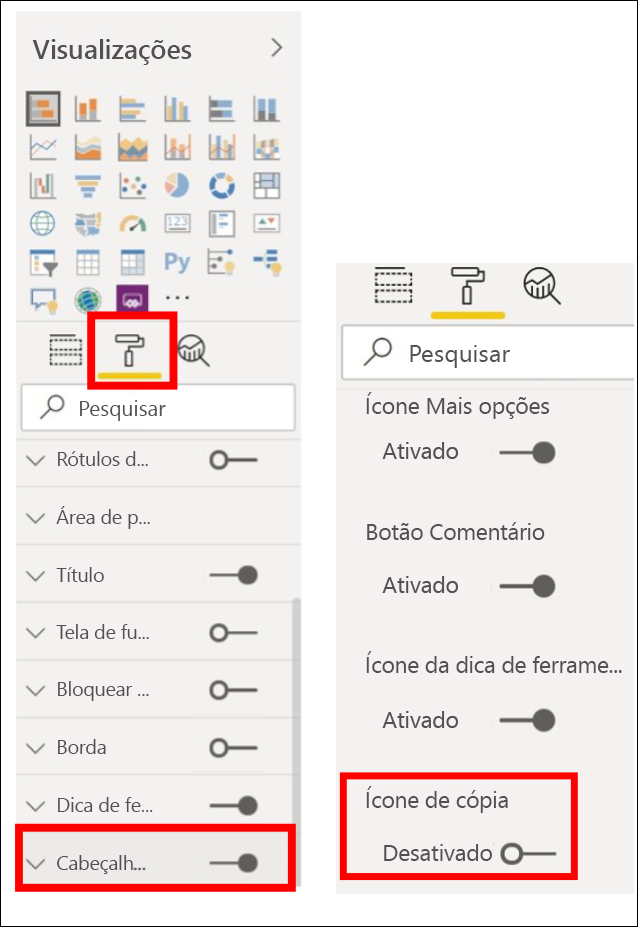 Visualizações
123
Py
Pesquisar
Rótulos d...
Área de p...
Título
Tela de fu...
Bloquear ...
Borda
Dica de fe...
Cabeçalh...
Pesquisar
Ícone Mais opções
Ativado
Botão Comentário
Ativado
Ícone da dica de ferrame...
Ativado
Ícone de cópia
Desativado